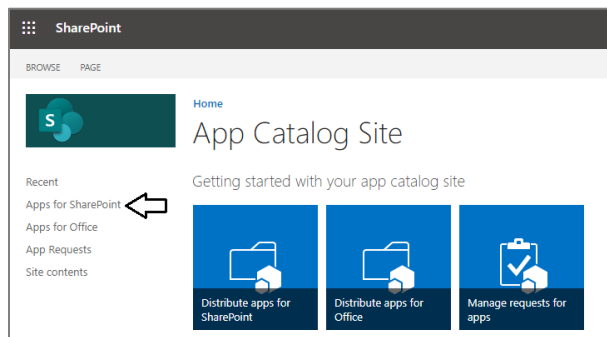 SharePoint
BROWSE PAGE
S
Home
App Catalog Site
Recent
Apps for SharePoint
Apps for Office
App Requests
Site contents
Getting started with your app catalog site
Distribute apps for
SharePoint
Distribute apps for
Office
Manage requests for
apps